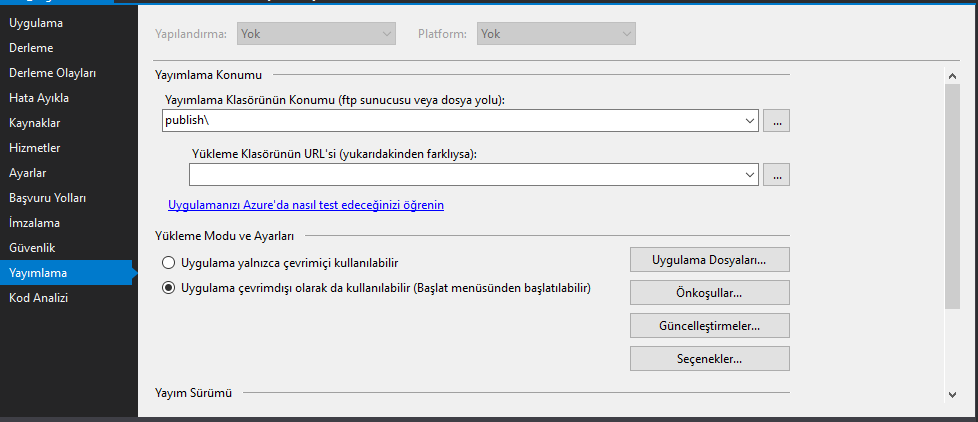 Uygulama
Derleme
Derleme Olayları
Hata Ayıkla
Kaynaklar
Hizmetler
Ayarlar
Başvuru Yolları
İmzalama
Güvenlik
Yayımlama
Kod Analizi
Yapılandırma: Yok Platform: Yok
Yayımlama Konumu
Yayımlama Klasörünün Konumu (ftp sunucusu veya dosya yolu):
publish\ ...
Yükleme Klasörünün URL'si (yukarıdakinden farklıysa):
...
Uygulamanızı Azure'da nasıl test edeceğinizi öğrenin
Yükleme Modu ve Ayarları
Uygulama yalnızca çevrimiçi kullanılabilir
Uygulama çevrimdışı olarak da kullanılabilir (Başlat menüsünden başlatılabilir)
Uygulama Dosyaları...
Önkoşullar...
Güncelleştirmeler...
Seçenekler...
Yayım Sürümü